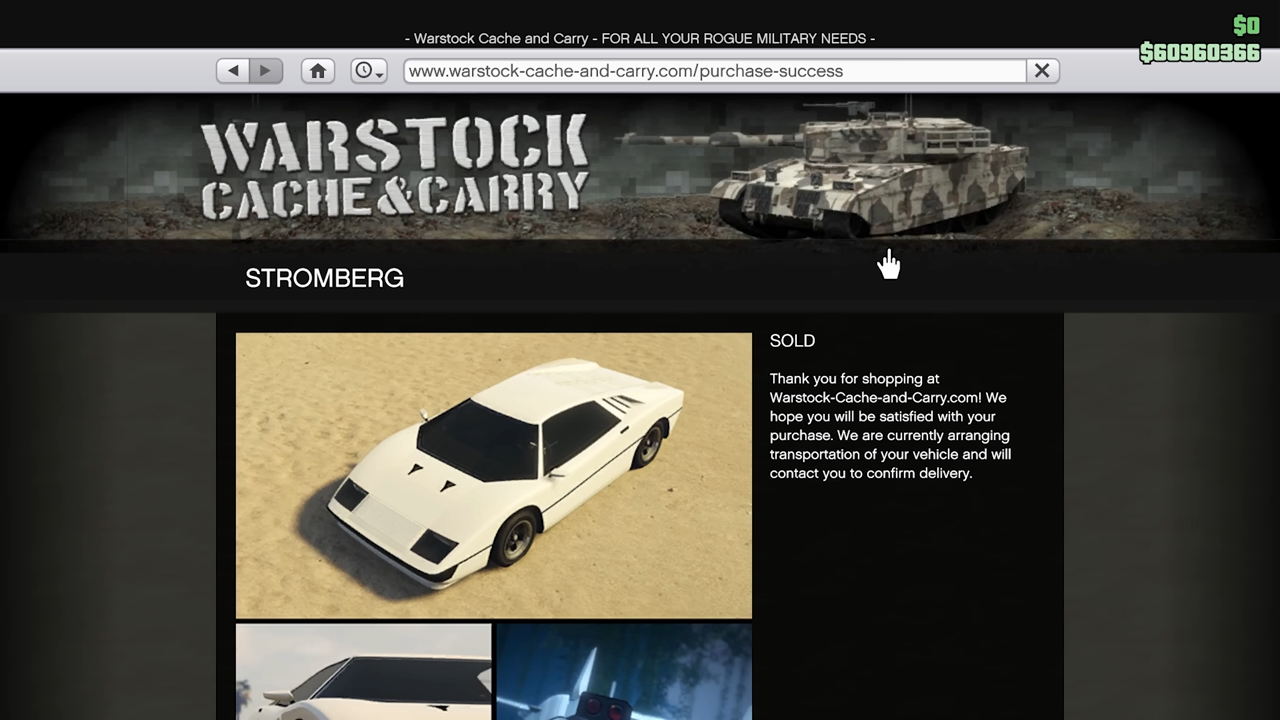 - Warstock Cache and Carry - FOR ALL YOUR ROGUE MILITARY NEEDS -
$0
$60960366
www.warstock-cache-and-carry.com/purchase-success
WARSTOCK
CACHE&CARRY
STROMBERG
SOLD
Thank you for shopping at
Warstock-Cache-and-Carry.com! We
hope you will be satisfied with your
purchase. We are currently arranging
transportation of your vehicle and will
contact you to confirm delivery.